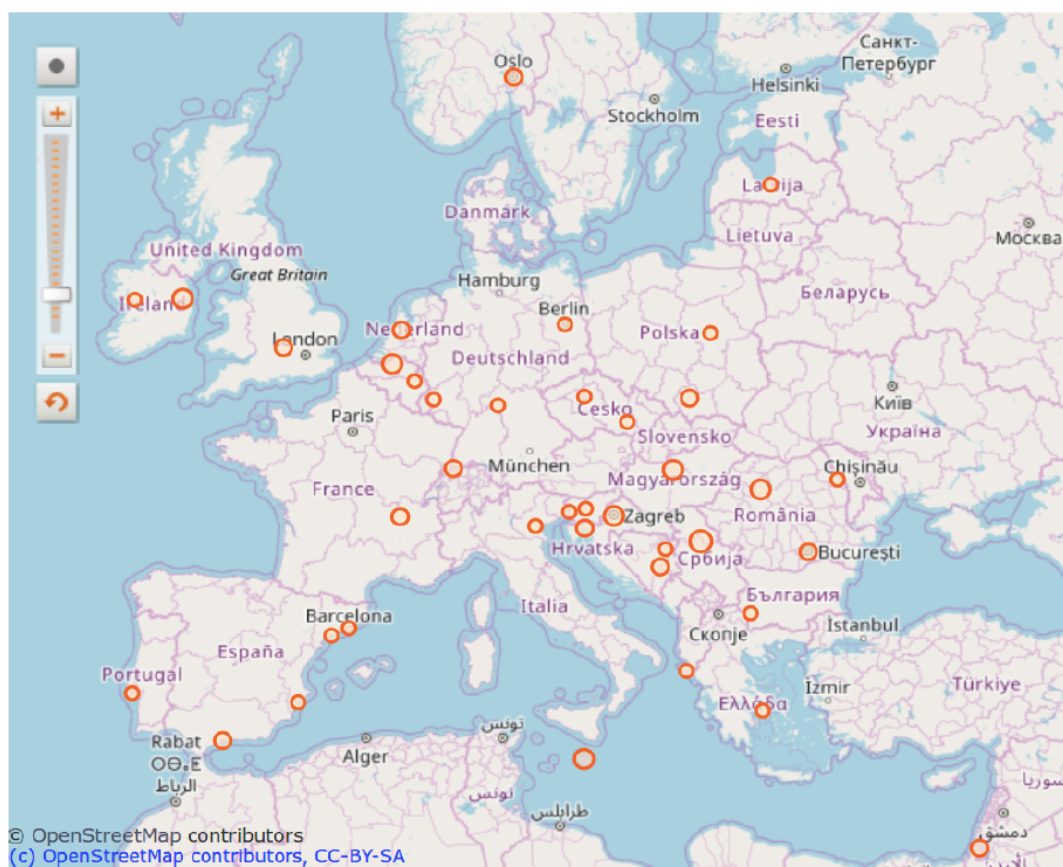 Санкт-
Петербург
Oslo
Helsinki
Stockholm
Eesti
Latvija
Danmark
Lietuva
Москва
United Kingdom
Great Britain
Hamburg
Беларусь
Ireland
Berlin
Nederland
Polska
London
Deutschland
Київ
Paris
Česko
Україна
Slovensko
München
Chișinău
Magyarország
France
România
Zagreb
Hrvatska
Србија
București
България
Italia
Barcelona
Скопје
İstanbul
España
Portugal
İzmir
Türkiye
Ελλάδα
Rabat
ⵔⴱⴰⵟ
الرباط
Alger
تونس
تونس
طرابلس
سوريا
دمشق
© OpenStreetMap contributors
(c) OpenStreetMap contributors, CC-BY-SA